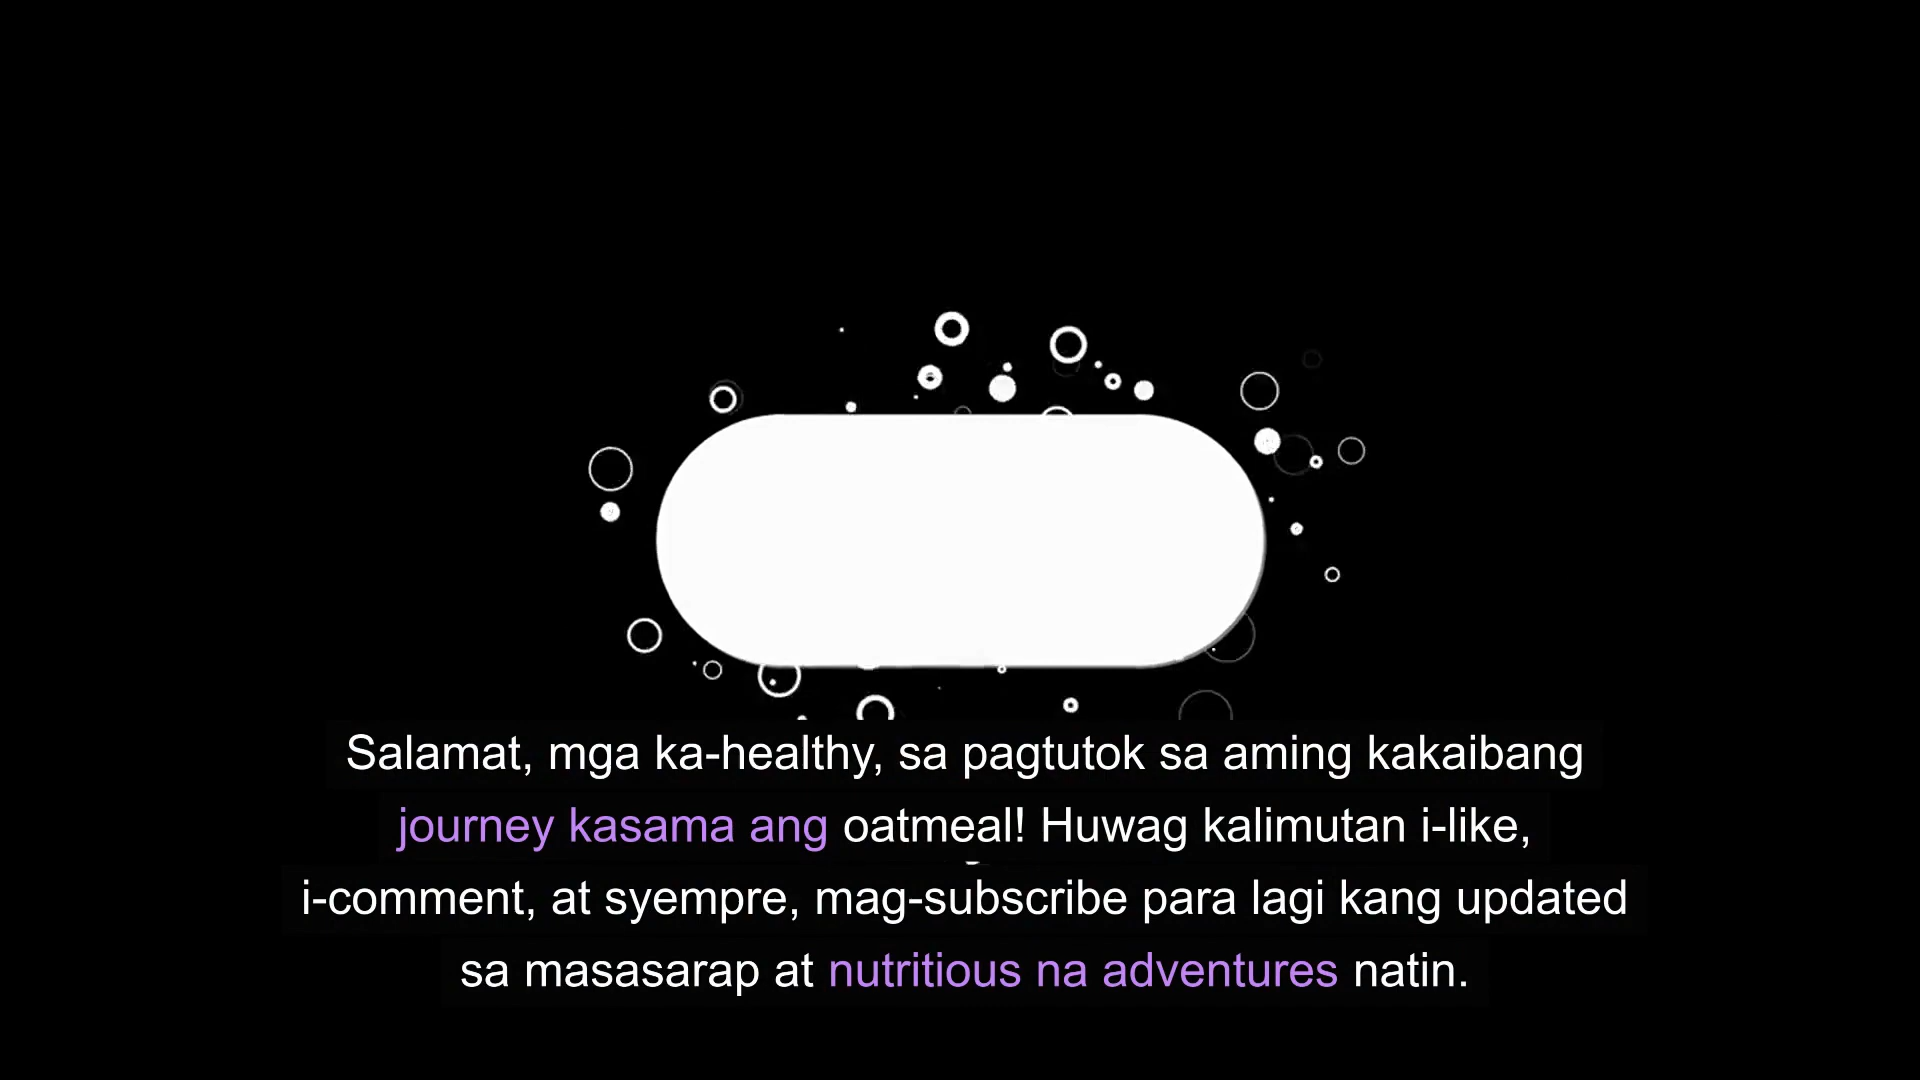 Salamat, mga ka-healthy, sa pagtutok sa aming kakaibang
journey kasama ang oatmeal! Huwag kalimutan i-like,
i-comment, at syempre, mag-subscribe para lagi kang updated
sa masasarap at nutritious na adventures natin.